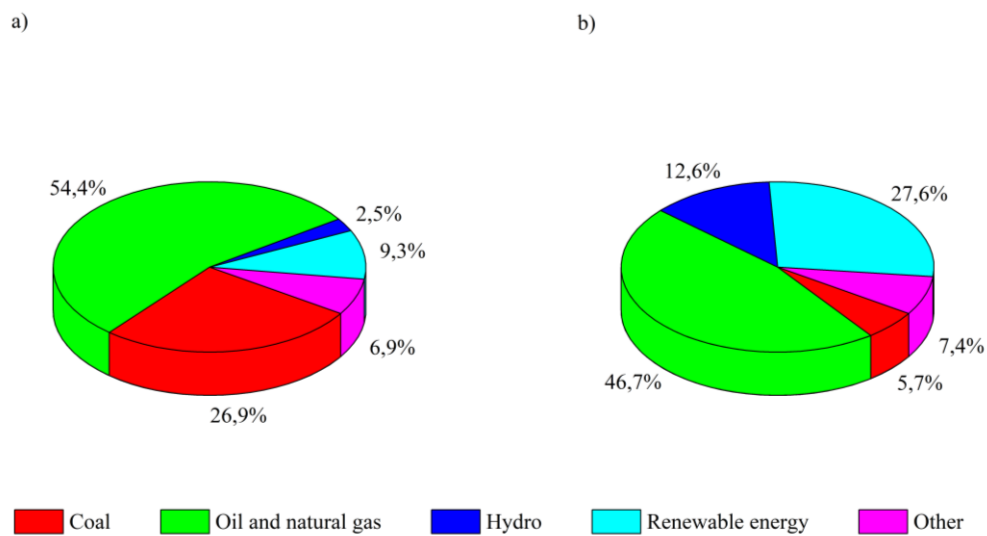 a)
b)
54,4%
2,5%
9,3%
6,9%
26,9%
12,6%
27,6%
7,4%
5,7%
46,7%
Coal
Oil and natural gas
Hydro
Renewable energy
Other